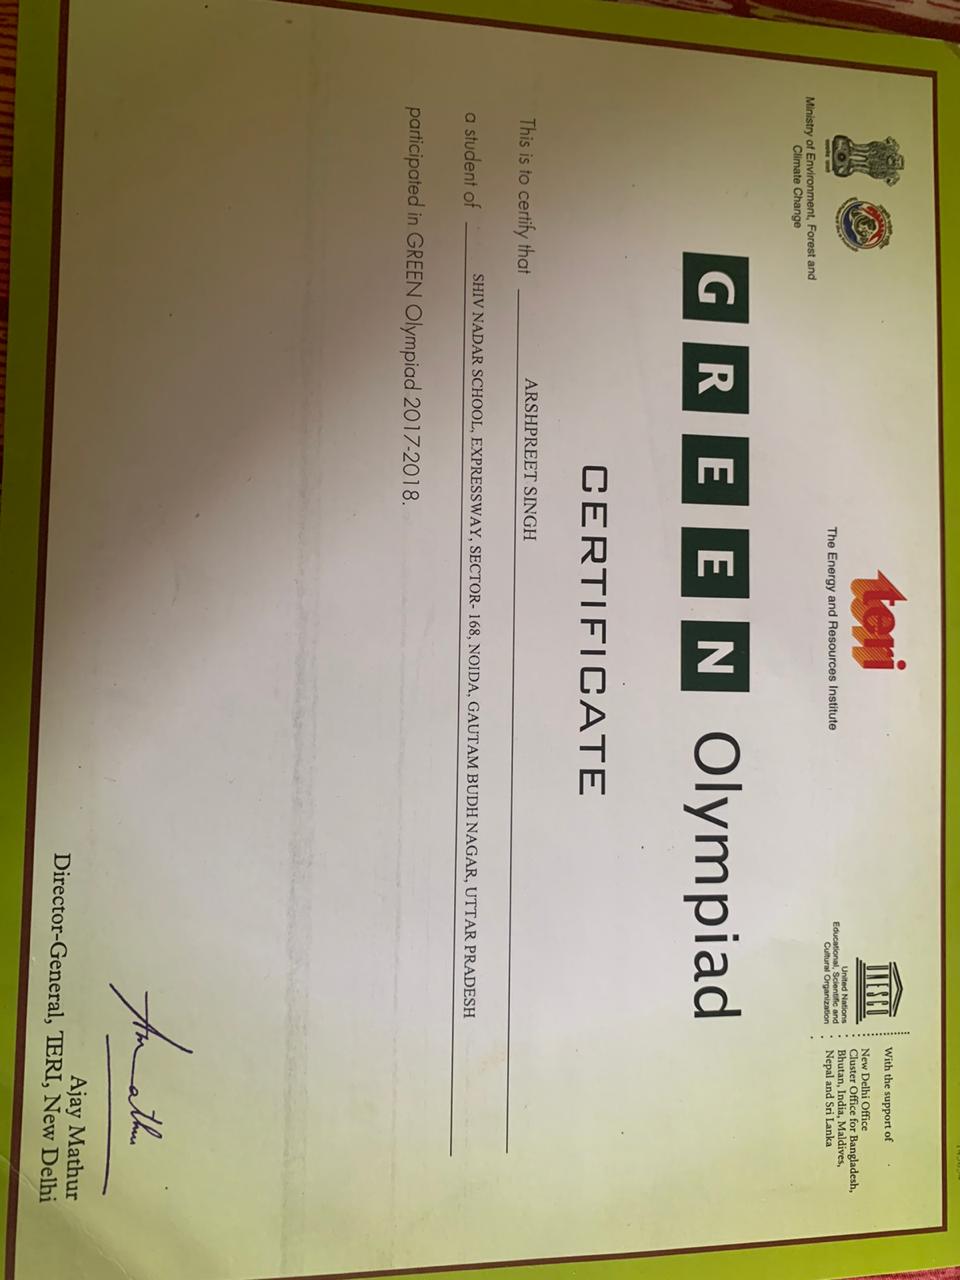 Ministry of Environment, Forest and
Climate Change
teri
The Energy and Resources Institute
UNESCO
United Nations
Educational, Scientific and
Cultural Organization
With the support of
New Delhi Office
Cluster Office for Bangladesh,
Bhutan, India, Maldives,
Nepal and Sri Lanka
GREEN Olympiad
CERTIFICATE
This is to certify that ARSHPREET SINGH
a student of SHIV NADAR SCHOOL, EXPRESSWAY, SECTOR- 168, NOIDA, GAUTAM BUDH NAGAR, UTTAR PRADESH
participated in GREEN Olympiad 2017-2018.
Ajay Mathur
Director-General, TERI, New Delhi